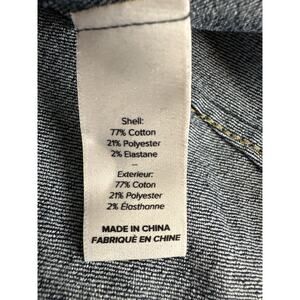 Shell:
77% Cotton
21% Polyester
2% Elastane
—
Exterieur:
77% Coton
21% Polyester
2% Élasthanne
MADE IN CHINA
FABRIQUÉ EN CHINE